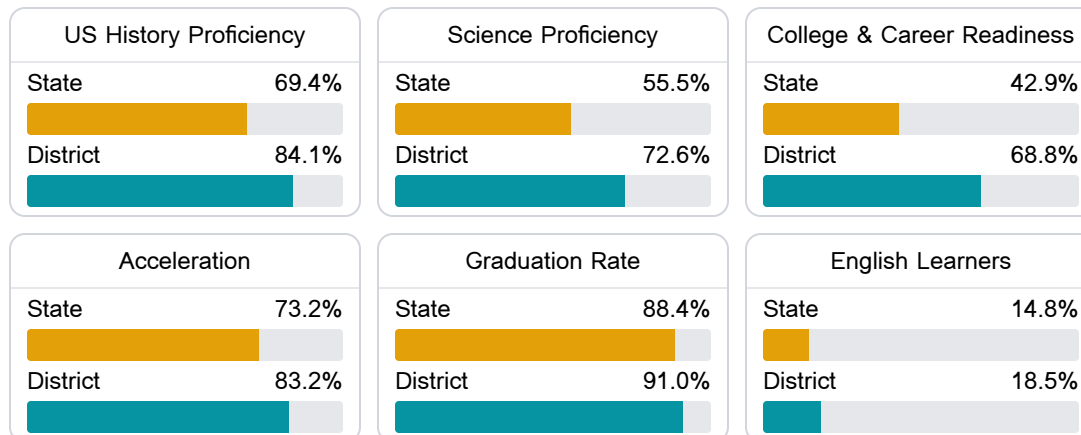 US History Proficiency
State 69.4%
District 84.1%
Science Proficiency
State 55.5%
District 72.6%
College & Career Readiness
State 42.9%
District 68.8%
Acceleration
State 73.2%
District 83.2%
Graduation Rate
State 88.4%
District 91.0%
English Learners
State 14.8%
District 18.5%